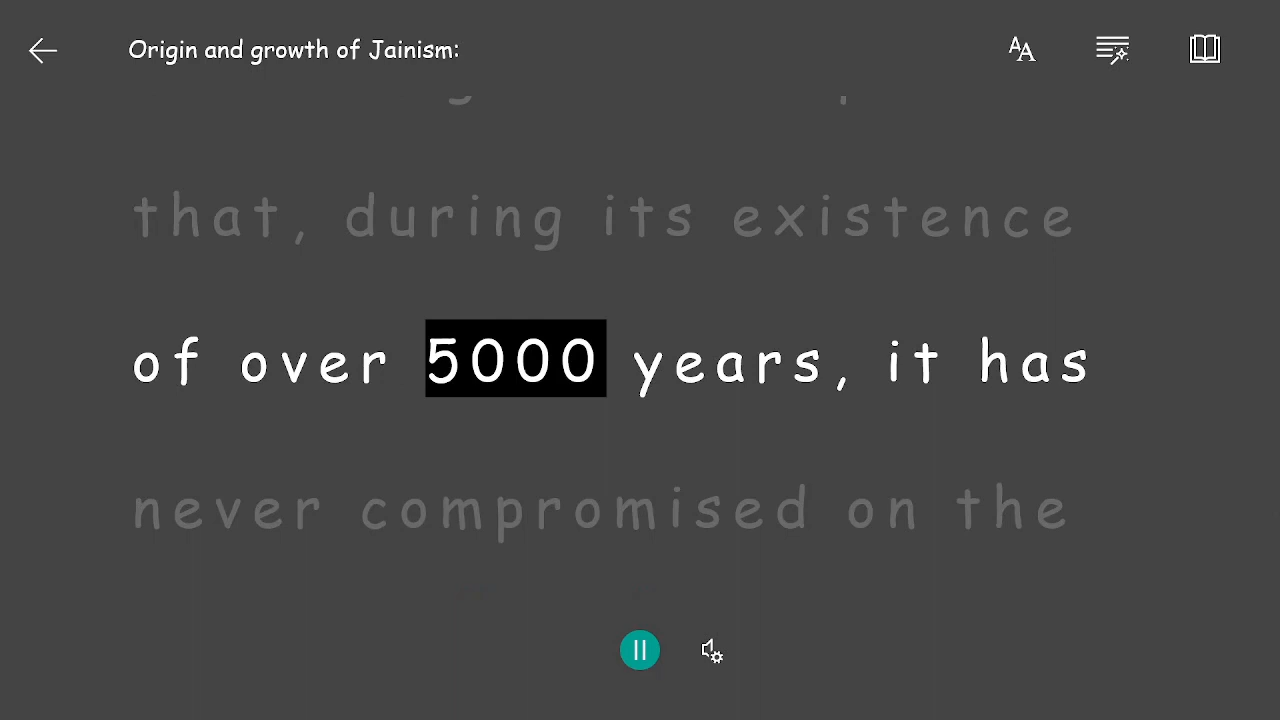 Origin and growth of Jainism:
AA
that, during its existence
of over 5000 years, it has
never compromised on the